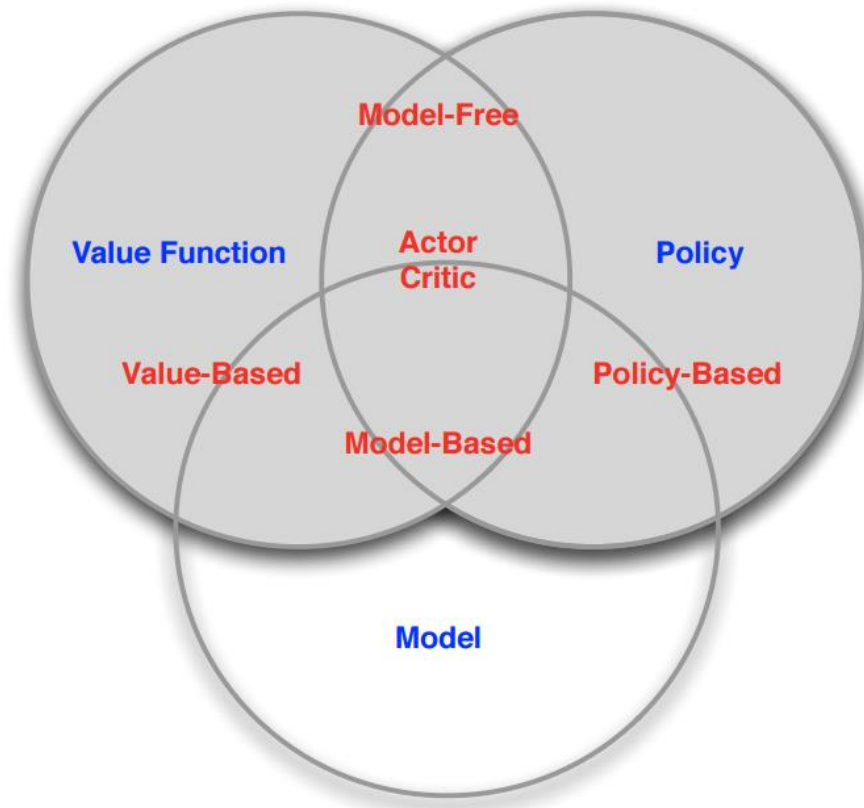 Model-Free
Value Function
Actor
Critic
Policy
Value-Based
Policy-Based
Model-Based
Model